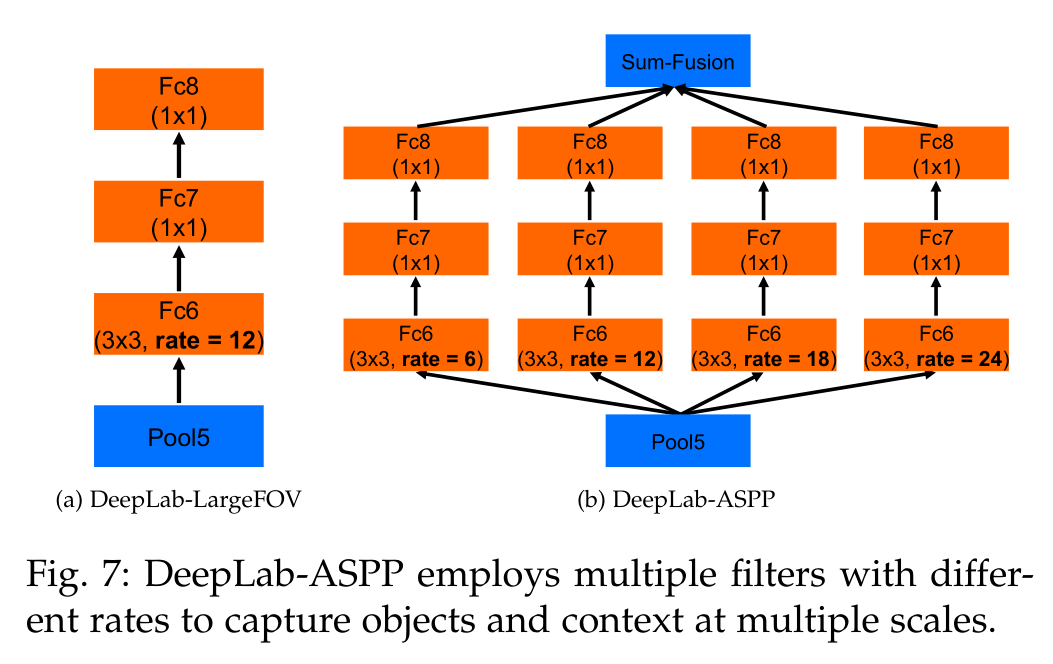 Fc8
(1x1)
Fc7
(1x1)
Fc6
(3x3, rate = 12)
Pool5
(a) DeepLab-LargeFOV
Sum-Fusion
Fc8
(1x1)
Fc8
(1x1)
Fc8
(1x1)
Fc8
(1x1)
Fc7
(1x1)
Fc7
(1x1)
Fc7
(1x1)
Fc7
(1x1)
Fc6
(3x3, rate = 6)
Fc6
(3x3, rate = 12)
Fc6
(3x3, rate = 18)
Fc6
(3x3, rate = 24)
Pool5
(b) DeepLab-ASPP
Fig. 7: DeepLab-ASPP employs multiple filters with differ-
ent rates to capture objects and context at multiple scales.